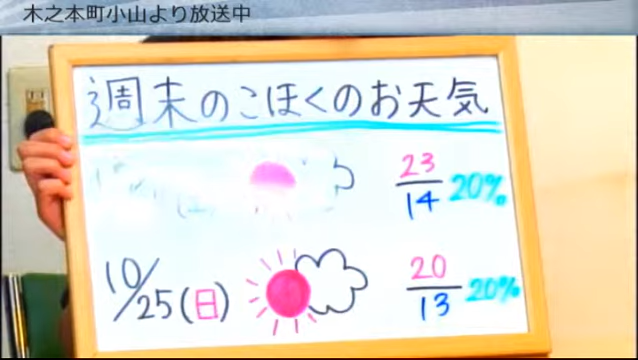 木之本町小山より放送中
週末のこほくのお天気
(土) 23/14 20%
10/25(日) 20/13 20%